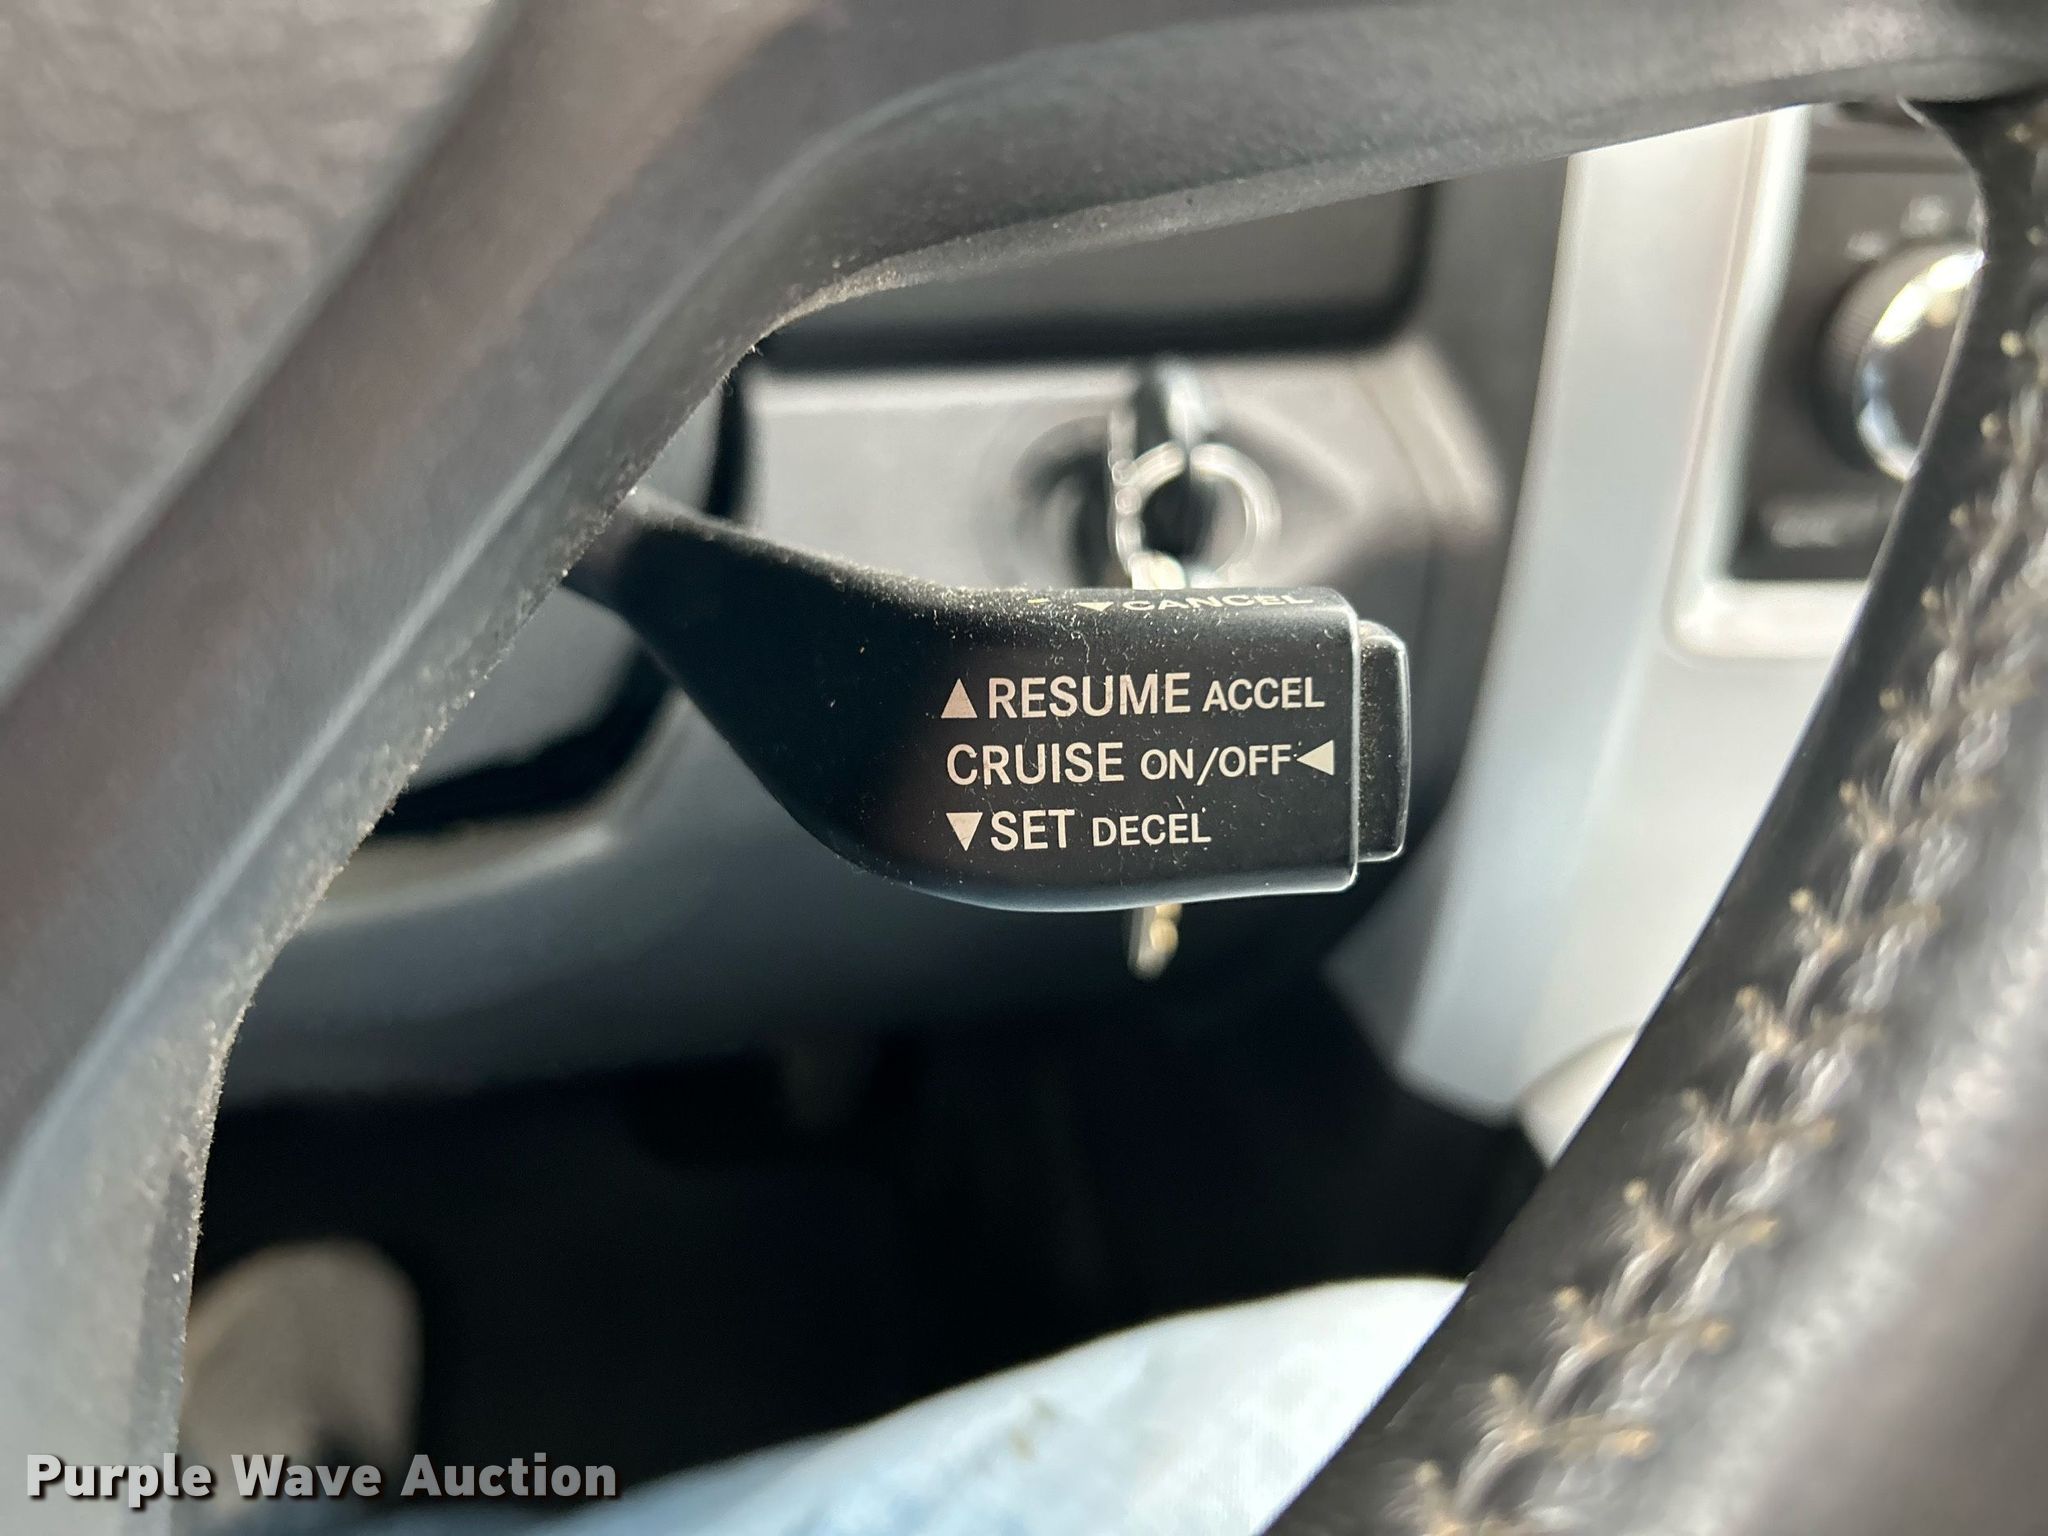 ▼CANCEL
▲RESUME ACCEL
CRUISE ON/OFF◀
▼SET DECEL
Purple Wave Auction